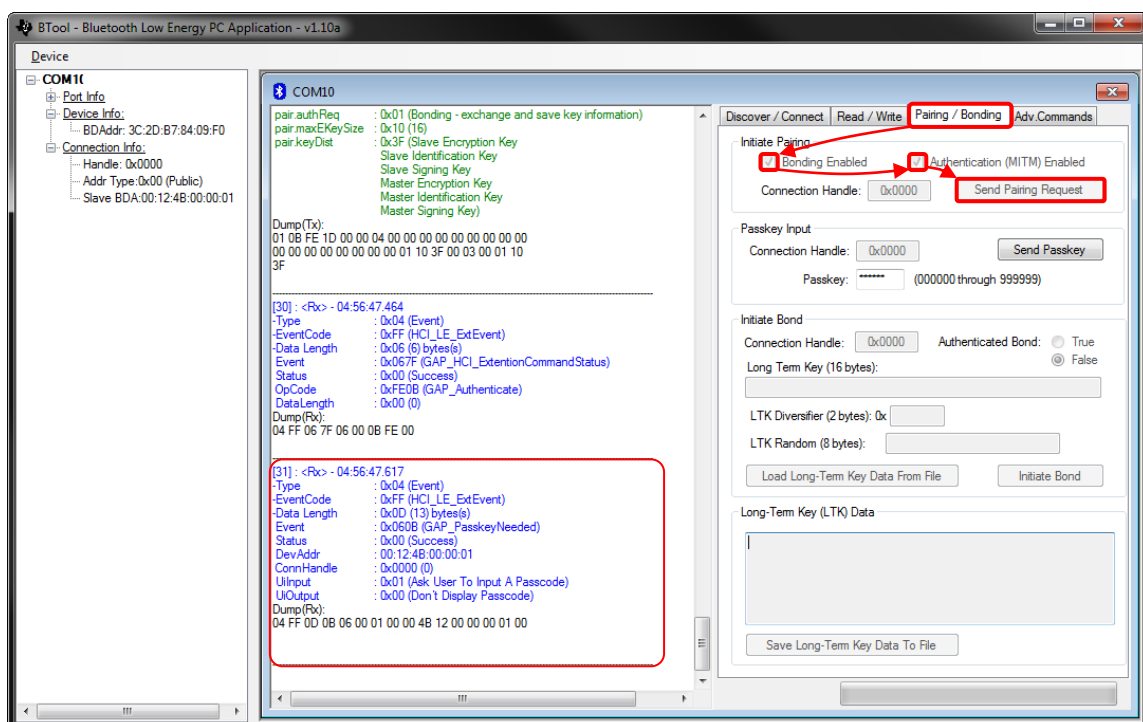 BTool - Bluetooth Low Energy PC Application - v1.10a
Device
COM1(
Port Info
Device Info:
BDAddr: 3C:2D:B7:84:09:F0
Connection Info:
Handle: 0x0000
Addr Type:0x00 (Public)
Slave BDA:00:12:4B:00:00:01
COM10
pair.authReq : 0x01 (Bonding - exchange and save key information)
pair.maxEKeySize : 0x10 (16)
pair.keyDist : 0x3F (Slave Encryption Key
Slave Identification Key
Slave Signing Key
Master Encryption Key
Master Identification Key
Master Signing Key)
Dump(Tx):
01 0B FE 1D 00 00 04 00 00 00 00 00 00 00 00 00
00 00 00 00 00 00 00 00 01 10 3F 00 03 00 01 10
3F
[30] : <Rx> - 04:56:47.464
-Type : 0x04 (Event)
-EventCode : 0xFF (HCI_LE_ExtEvent)
-Data Length : 0x06 (6) bytes(s)
Event : 0x067F (GAP_HCI_ExtentionCommandStatus)
Status : 0x00 (Success)
OpCode : 0xFE0B (GAP_Authenticate)
DataLength : 0x00 (0)
Dump(Rx):
04 FF 06 7F 06 00 0B FE 00
[31] : <Rx> - 04:56:47.617
-Type : 0x04 (Event)
-EventCode : 0xFF (HCI_LE_ExtEvent)
-Data Length : 0x0D (13) bytes(s)
Event : 0x060B (GAP_PasskeyNeeded)
Status : 0x00 (Success)
DevAddr : 00:12:4B:00:00:01
ConnHandle : 0x0000 (0)
UiInput : 0x01 (Ask User To Input A Passcode)
UiOutput : 0x00 (Don't Display Passcode)
Dump(Rx):
04 FF 0D 0B 06 00 01 00 00 4B 12 00 00 00 01 00
Discover / Connect Read / Write Pairing / Bonding Adv.Commands
Initiate Pairing
Bonding Enabled Authentication (MITM) Enabled
Connection Handle: 0x0000 Send Pairing Request
Passkey Input
Connection Handle: 0x0000 Send Passkey
Passkey: ****** (000000 through 999999)
Initiate Bond
Connection Handle: 0x0000 Authenticated Bond: True
False
Long Term Key (16 bytes):
LTK Diversifier (2 bytes): 0x
LTK Random (8 bytes):
Load Long-Term Key Data From File Initiate Bond
Long-Term Key (LTK) Data
Save Long-Term Key Data To File